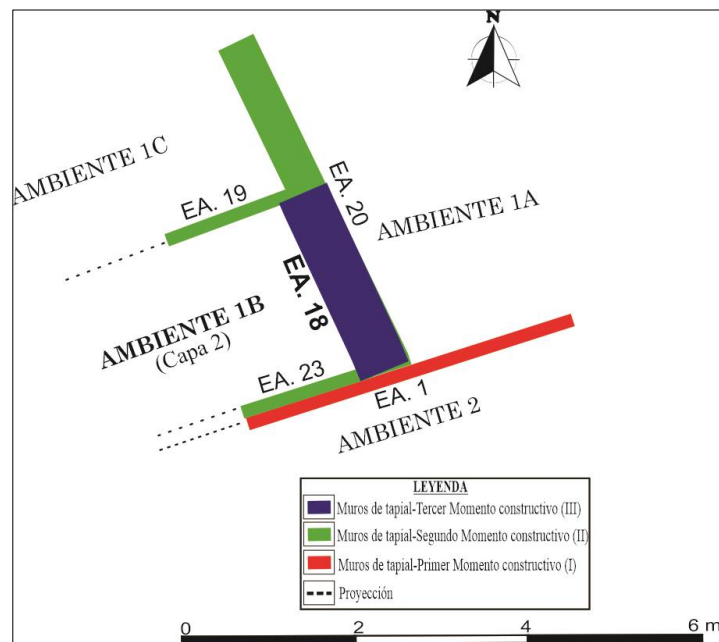 N
AMBIENTE 1C
EA. 19
EA. 20
AMBIENTE 1A
EA. 18
AMBIENTE 1B
(Capa 2)
EA. 23
EA. 1
AMBIENTE 2
LEYENDA
Muros de tapial-Tercer Momento constructivo (III)
Muros de tapial-Segundo Momento constructivo (II)
Muros de tapial-Primer Momento constructivo (I)
Proyección
0 2 4 6 m